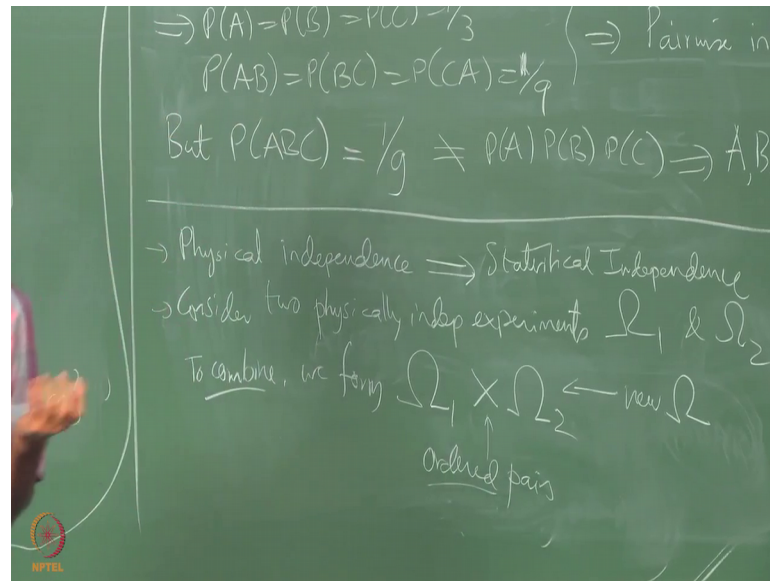 ⇒ P(A) = P(B) = P(C) = 1/3
P(AB) = P(BC) = P(CA) = 1/9 } ⇒ Pairwise in
But P(ABC) = 1/9 ≠ P(A) P(B) P(C) ⇒ A, B
→ Physical independence ⇒ Statistical Independence
→ Consider two physically indep experiments Ω₁ & Ω₂
To combine, we form Ω₁ × Ω₂ ← new Ω
ordered pair
NPTEL